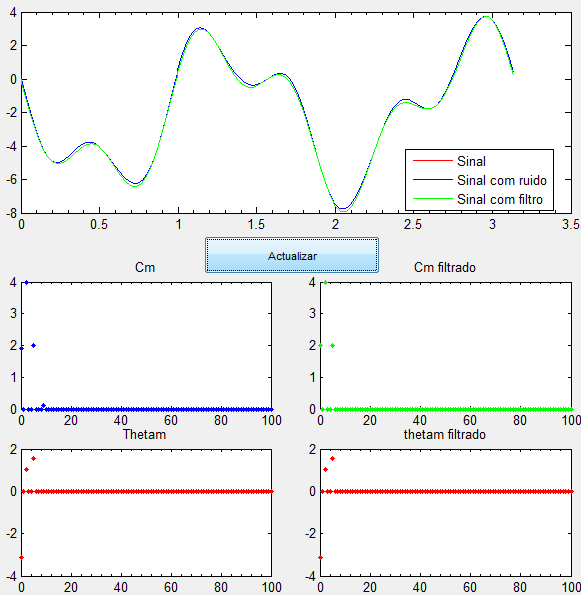 4
2
0
-2
-4
-6
-8
0 0.5 1 1.5 2 2.5 3 3.5
Sinal
Sinal com ruido
Sinal com filtro
Actualizar
Cm
4
3
2
1
0
0 20 40 60 80 100
Cm filtrado
4
3
2
1
0
0 20 40 60 80 100
Thetam
2
0
-2
-4
0 20 40 60 80 100
thetam filtrado
2
0
-2
-4
0 20 40 60 80 100